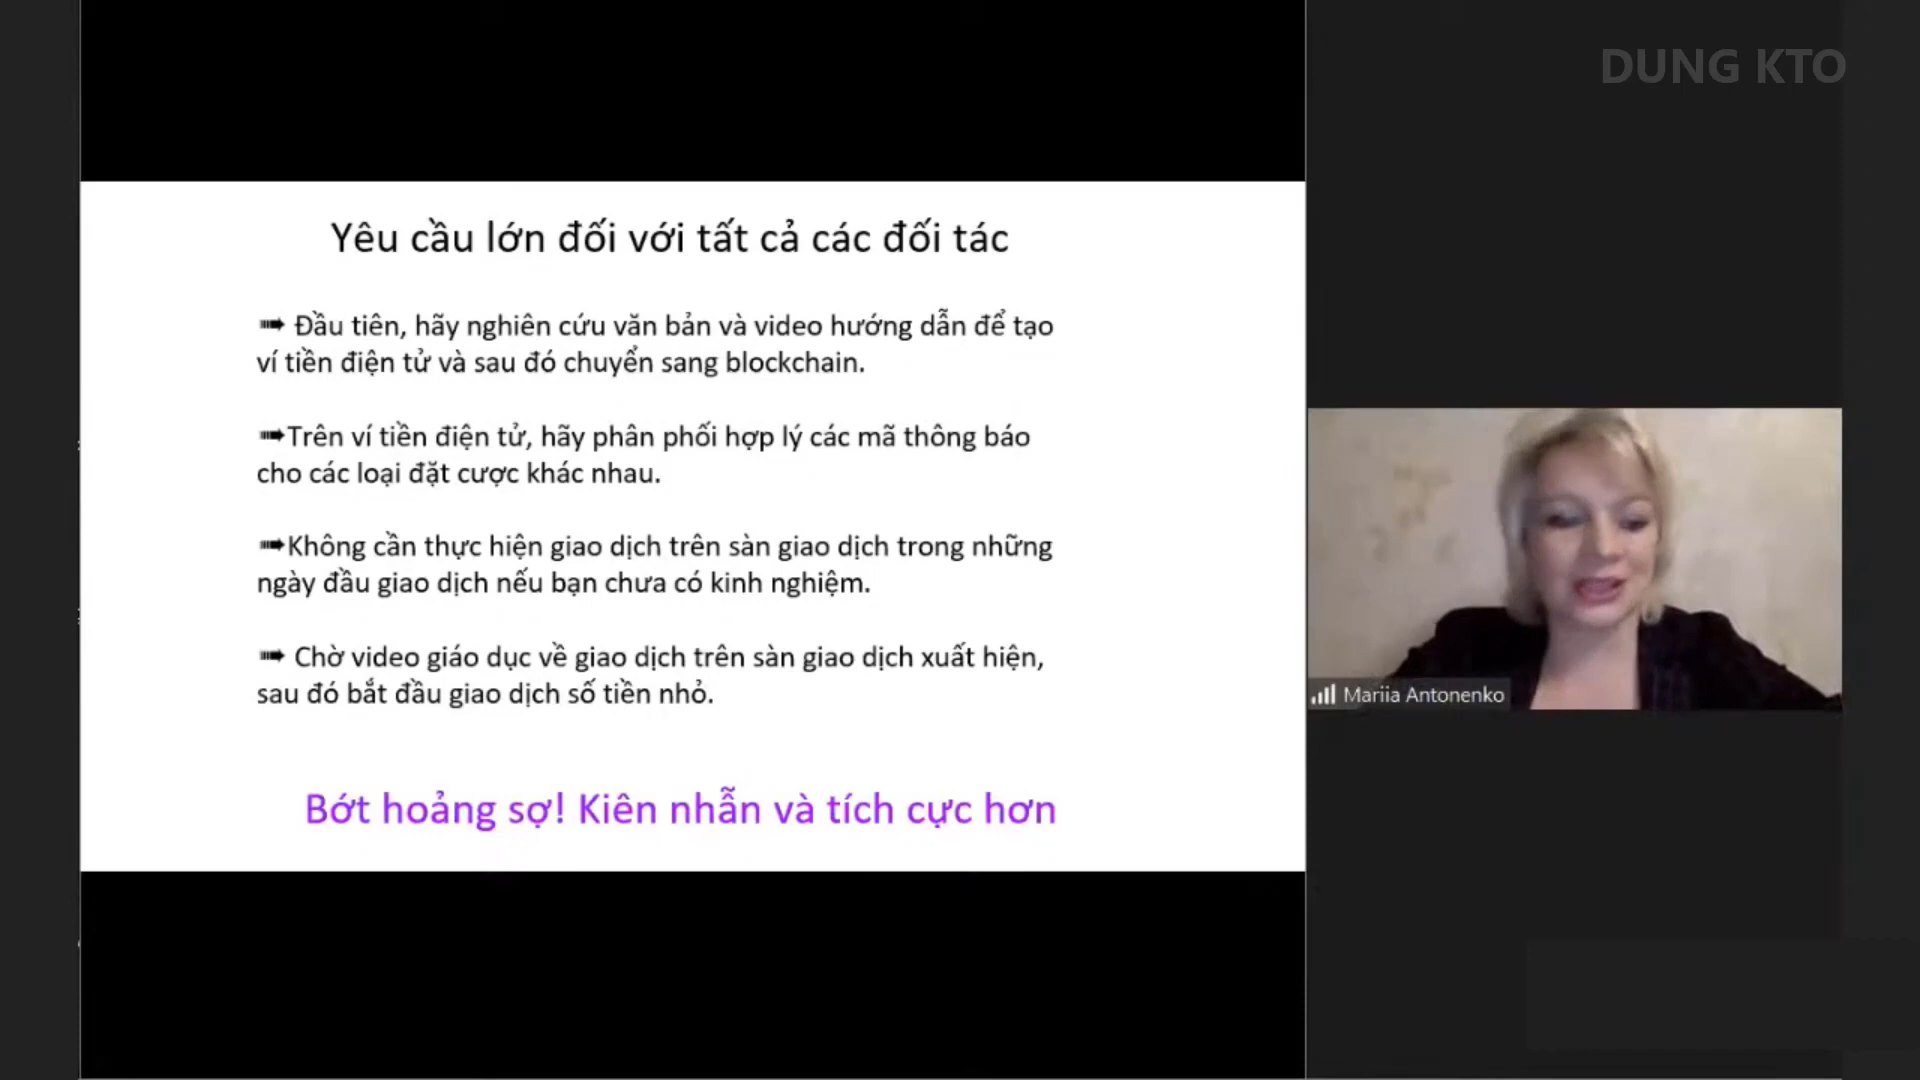 DUNG KTO
Yêu cầu lớn đối với tất cả các đối tác
➠ Đầu tiên, hãy nghiên cứu văn bản và video hướng dẫn để tạo
ví tiền điện tử và sau đó chuyển sang blockchain.
➠Trên ví tiền điện tử, hãy phân phối hợp lý các mã thông báo
cho các loại đặt cược khác nhau.
➠Không cần thực hiện giao dịch trên sàn giao dịch trong những
ngày đầu giao dịch nếu bạn chưa có kinh nghiệm.
➠ Chờ video giáo dục về giao dịch trên sàn giao dịch xuất hiện,
sau đó bắt đầu giao dịch số tiền nhỏ.
Bớt hoảng sợ! Kiên nhẫn và tích cực hơn
Mariia Antonenko